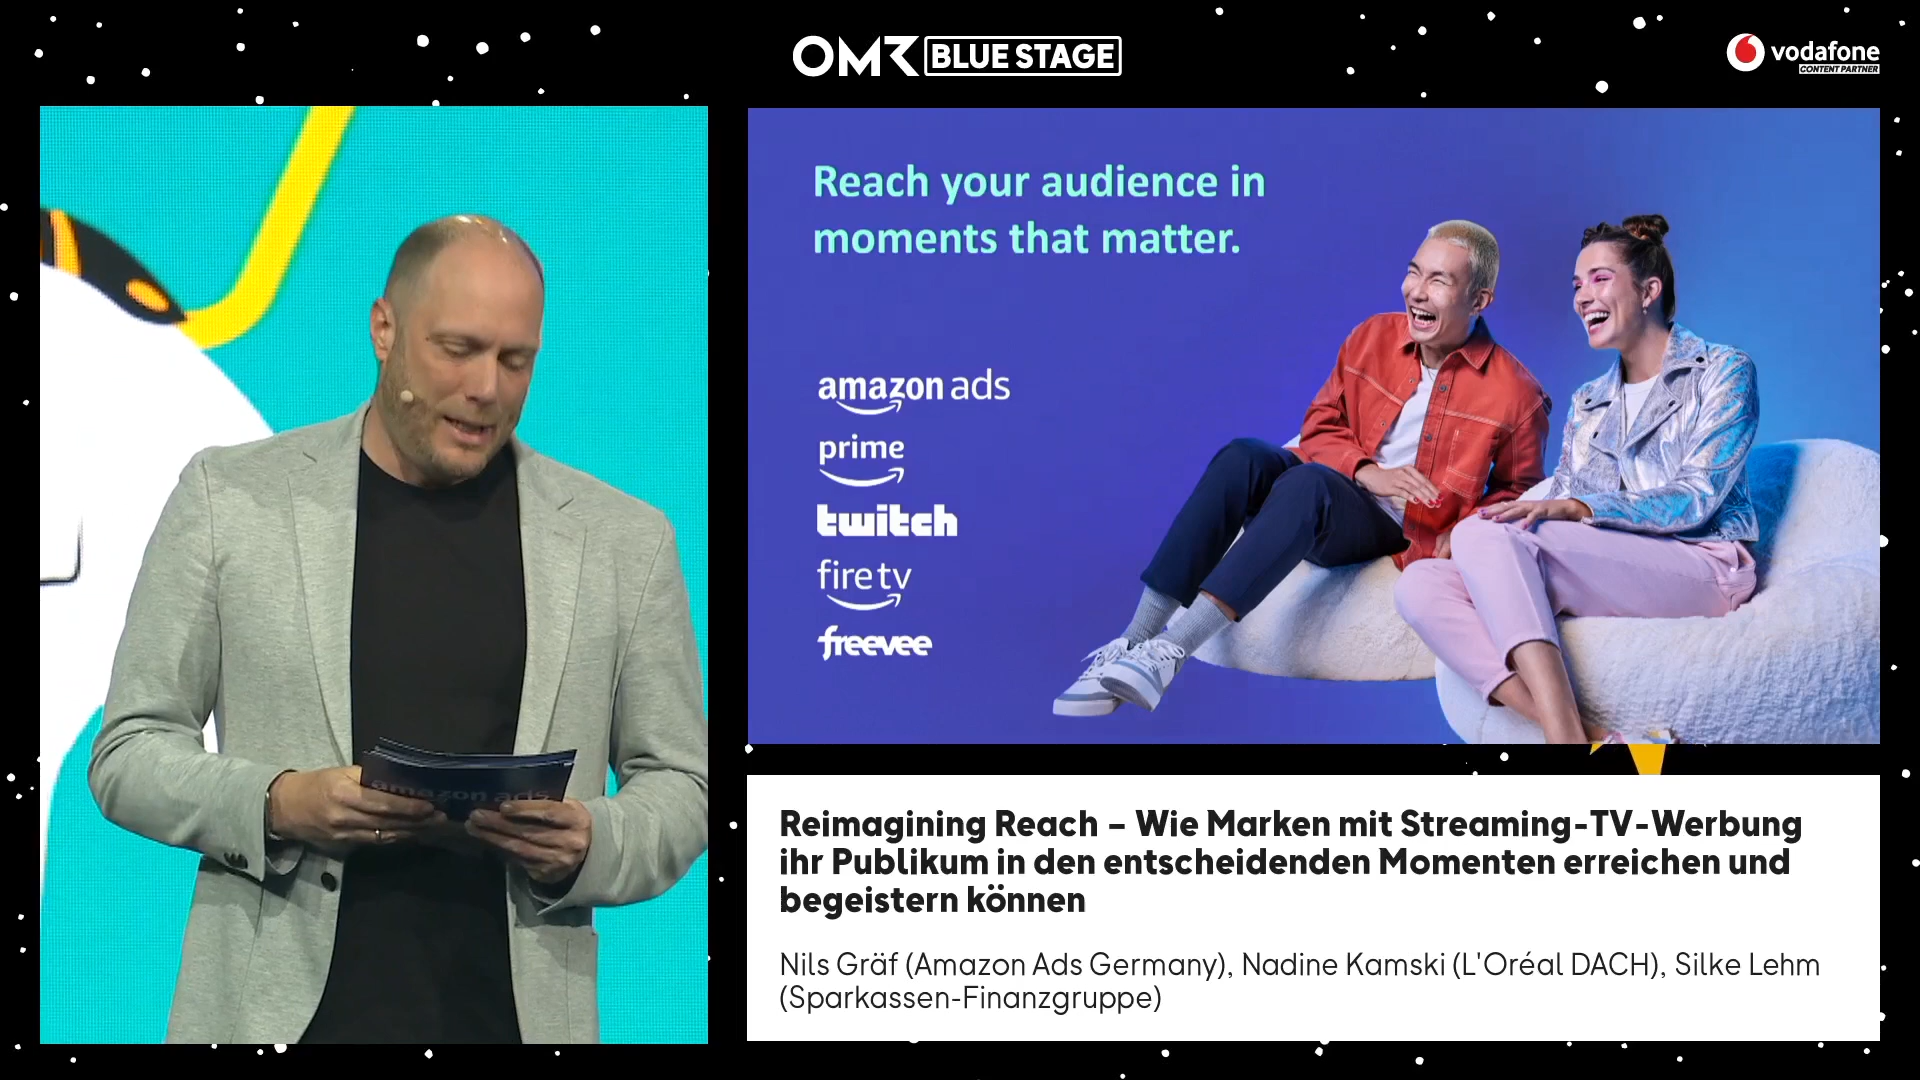 OMR BLUE STAGE
vodafone
CONTENT PARTNER
Reach your audience in
moments that matter.
amazon ads
prime
twitch
fire tv
freevee
amazon ads
Reimagining Reach – Wie Marken mit Streaming-TV-Werbung
ihr Publikum in den entscheidenden Momenten erreichen und
begeistern können
Nils Gräf (Amazon Ads Germany), Nadine Kamski (L'Oréal DACH), Silke Lehm
(Sparkassen-Finanzgruppe)